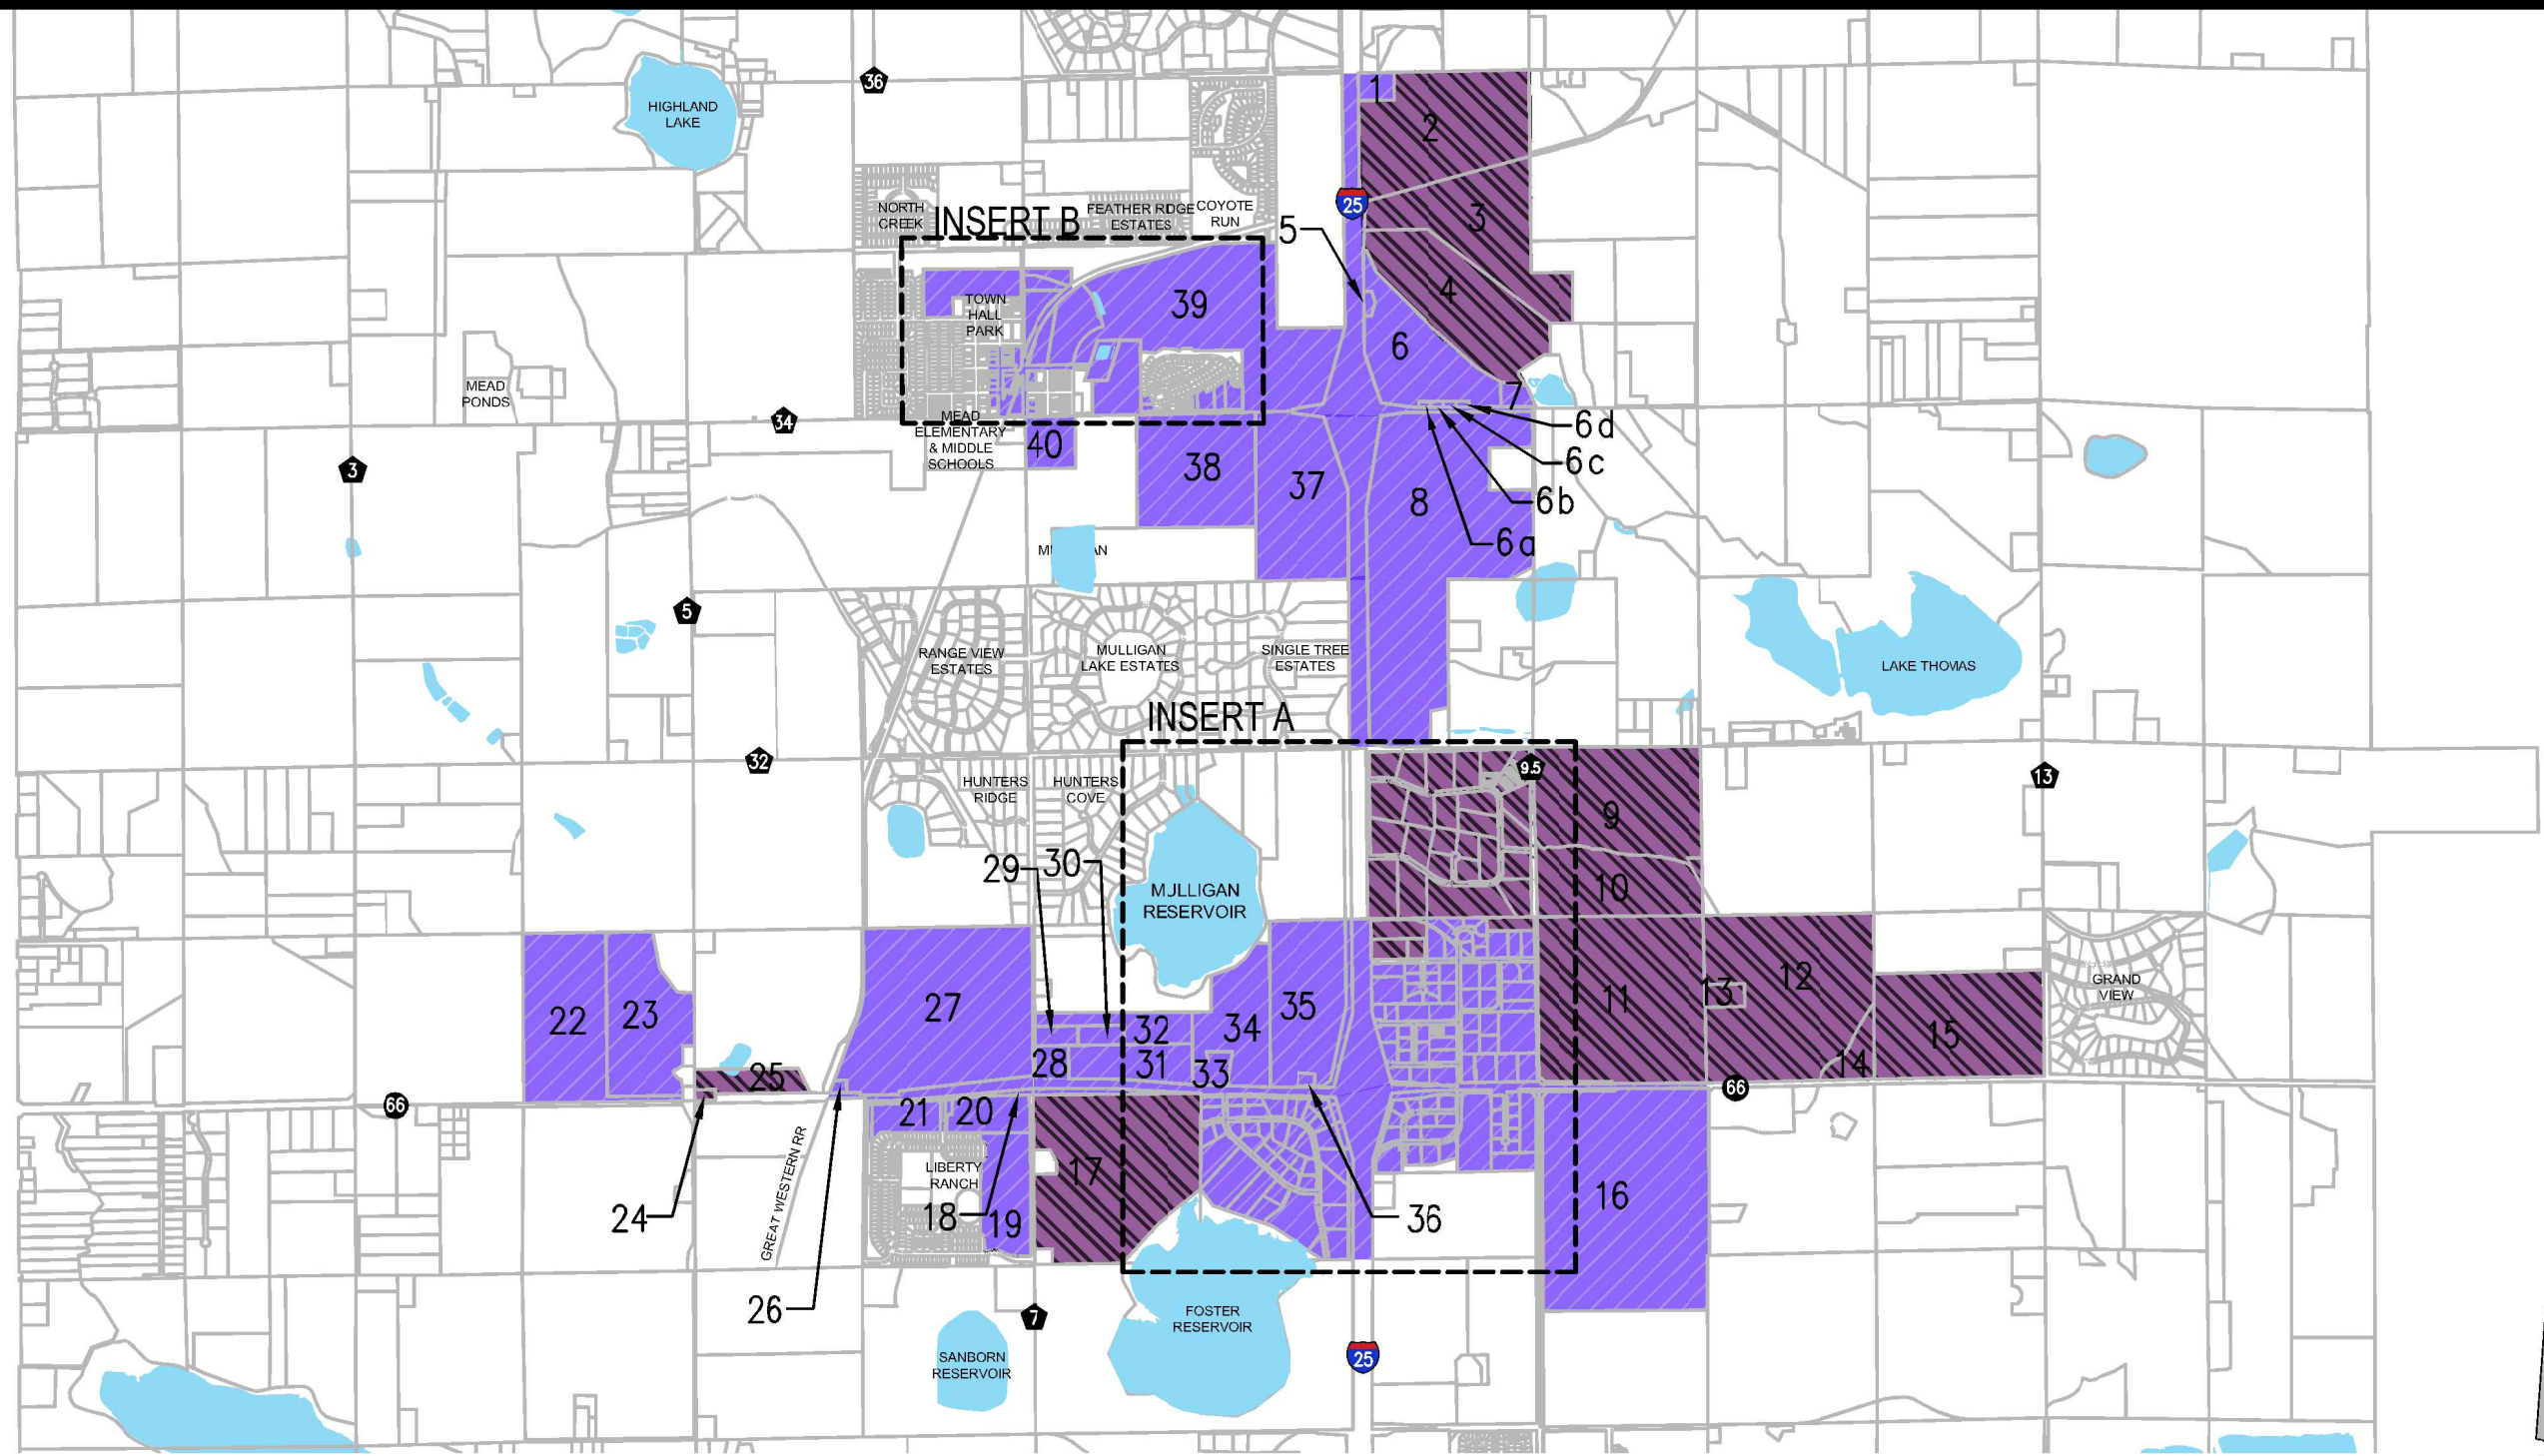 36
HIGHLAND
LAKE
1
2
25
3
NORTH
CREEK
INSERT B
FEATHER RDGE
ESTATES
COYOTE
RUN
5
4
39
TOWN
HALL
PARK
6
MEAD
PONDS
7
34
MEAD
ELEMENTARY
& MIDDLE
SCHOOLS
40
6d
3
38
37
6c
8
6b
6a
5
RANGE VIEW
ESTATES
MULLIGAN
LAKE ESTATES
SINGLE TREE
ESTATES
LAKE THOMAS
INSERT A
32
9.5
13
HUNTERS
RIDGE
HUNTERS
COVE
9
29
30
10
MJLLIGAN
RESERVOIR
22
23
27
32
34
35
11
13
12
GRAND
VIEW
28
31
33
14
15
25
66
66
21
20
17
LIBERTY
RANCH
24
18
19
36
16
GREAT WESTERN RR
26
7
FOSTER
RESERVOIR
25
SANBORN
RESERVOIR